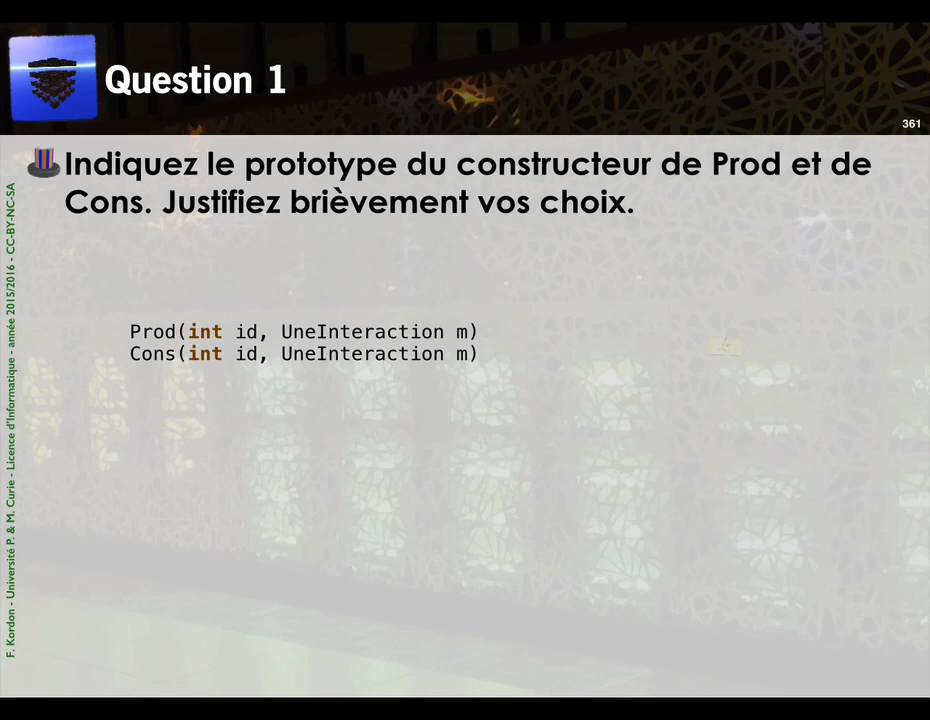 Question 1
361
Indiquez le prototype du constructeur de Prod et de
Cons. Justifiez brièvement vos choix.
Prod(int id, UneInteraction m)
Cons(int id, UneInteraction m)
F. Kordon - Université P. & M. Curie - Licence d'Informatique - année 2015/2016 - CC-BY-NC-SA